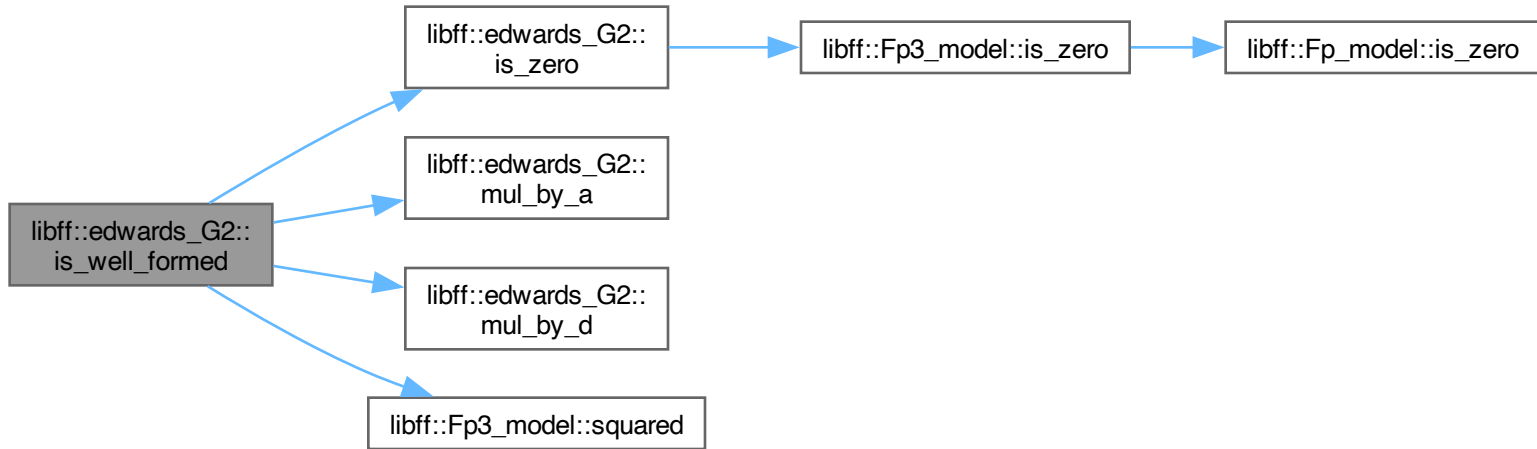 libff::edwards_G2::
is_well_formed
libff::edwards_G2::
is_zero
libff::Fp3_model::is_zero
libff::Fp_model::is_zero
libff::edwards_G2::
mul_by_a
libff::edwards_G2::
mul_by_d
libff::Fp3_model::squared